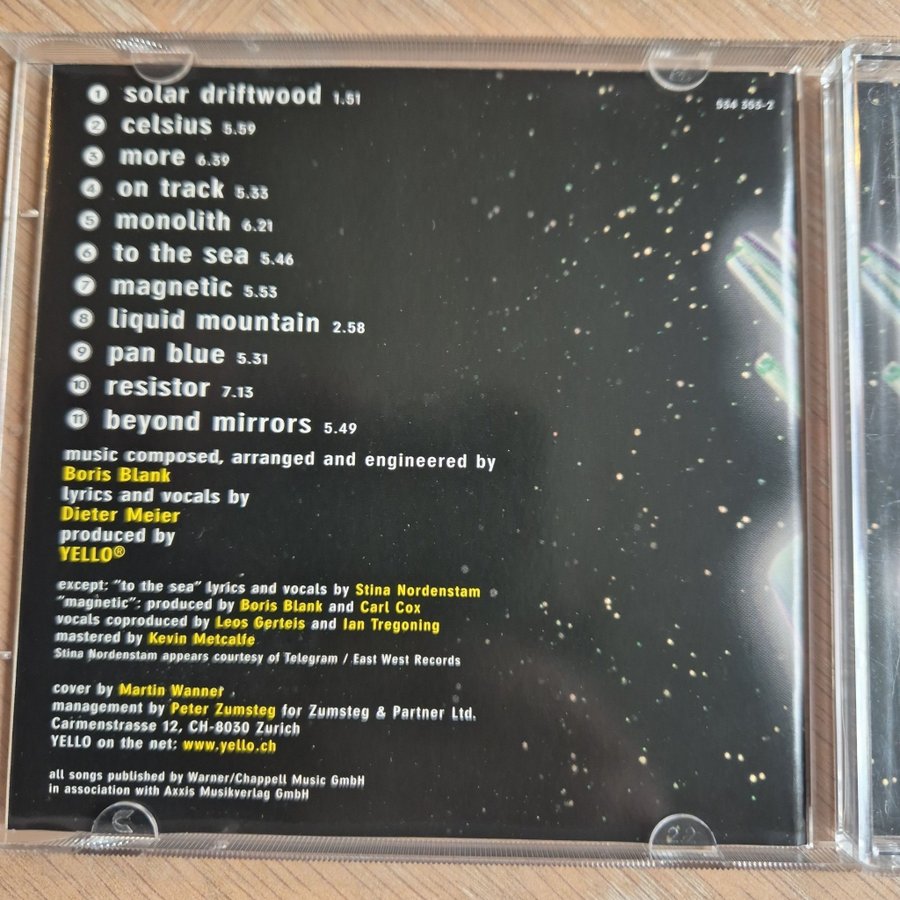 1 solar driftwood 1.51
534 353-2
2 celsius 5.59
3 more 6.39
4 on track 5.33
5 monolith 6.21
6 to the sea 5.46
7 magnetic 5.53
8 liquid mountain 2.58
9 pan blue 5.31
10 resistor 7.13
11 beyond mirrors 5.49
music composed, arranged and engineered by
Boris Blank
lyrics and vocals by
Dieter Meier
produced by
YELLO®
except: "to the sea" lyrics and vocals by Stina Nordenstam
"magnetic": produced by Boris Blank and Carl Cox
vocals coproduced by Leos Gerteis and Ian Tregoning
mastered by Kevin Metcalfe
Stina Nordenstam appears courtesy of Telegram / East West Records
cover by Martin Wanner .
management by Peter Zumsteg for Zumsteg & Partner Ltd.
Carmenstrasse 12, CH-8030 Zurich
YELLO on the net: www.yello.ch
all songs published by Warner/Chappell Music GmbH
in association with Axxis Musikverlag GmbH